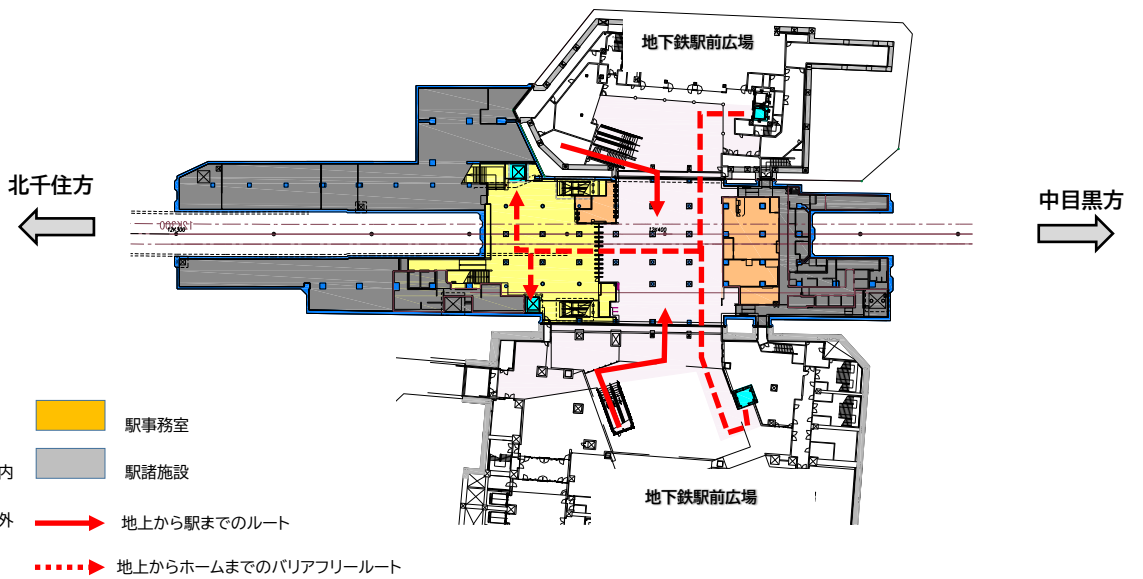 地下鉄駅前広場
北千住方
中目黒方
12K300
12K300
12K400
駅事務室
内
駅諸施設
外
地上から駅までのルート
地下鉄駅前広場
地上からホームまでのバリアフリールート